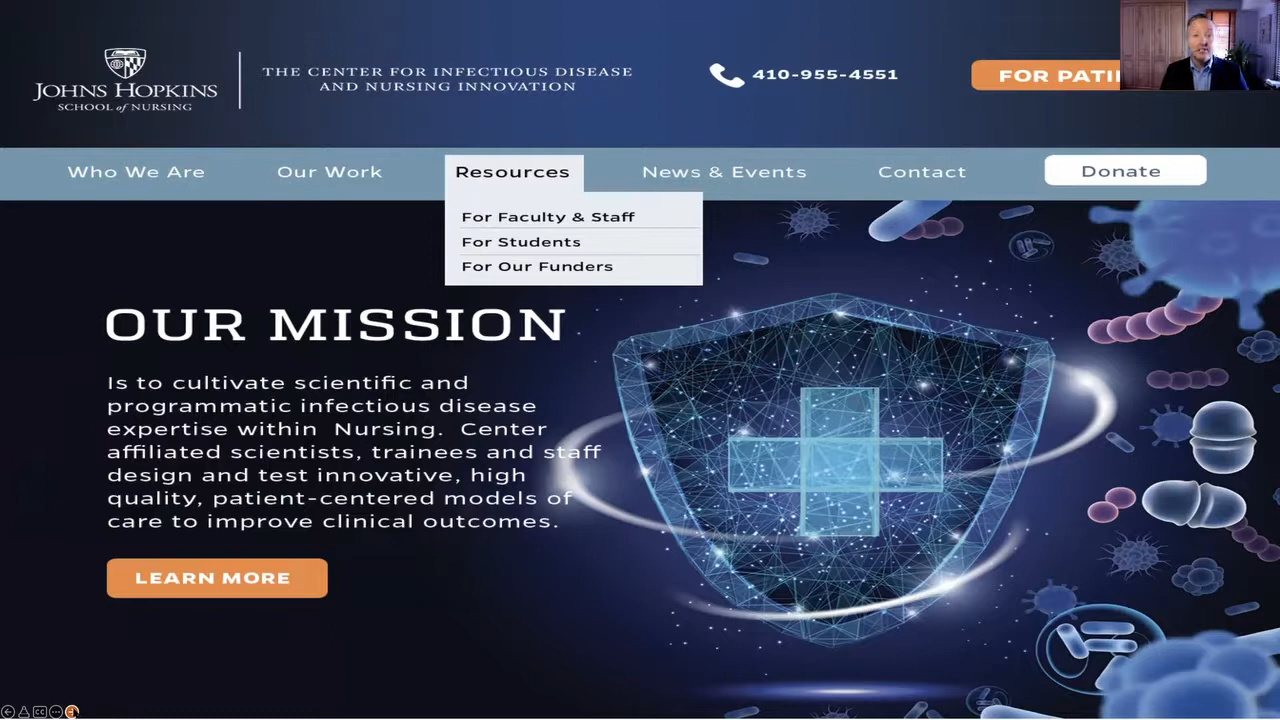 JOHNS HOPKINS
SCHOOL of NURSING
THE CENTER FOR INFECTIOUS DISEASE
AND NURSING INNOVATION
410-955-4551
FOR PATI
Who We Are
Our Work
Resources
News & Events
Contact
Donate
For Faculty & Staff
For Students
For Our Funders
OUR MISSION
Is to cultivate scientific and
programmatic infectious disease
expertise within Nursing. Center
affiliated scientists, trainees and staff
design and test innovative, high
quality, patient-centered models of
care to improve clinical outcomes.
LEARN MORE